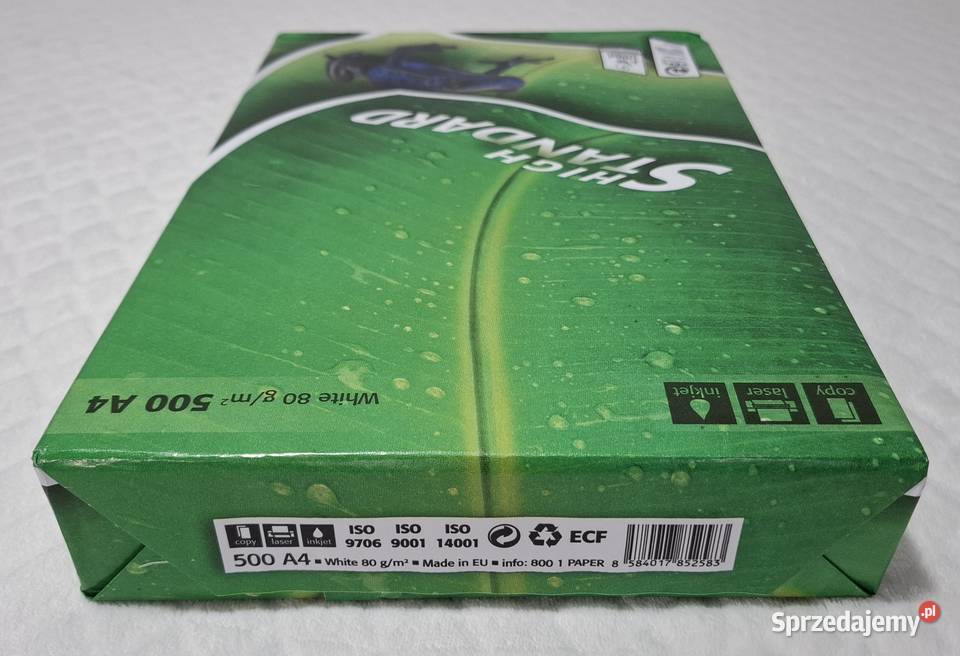 HIGH
STANDARD
copy
laser
inkjet
White 80 g/m² 500 A4
copy laser inkjet
ISO 9706
ISO 9001
ISO 14001
ECF
500 A4 ■ White 80 g/m² ■ Made in EU ■ info: 800 1 PAPER
8 584017 852583
Sprzedajemy.pl